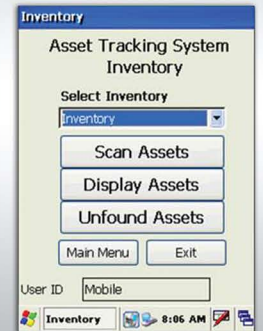 Inventory
Asset Tracking System
Inventory
Select Inventory
Inventory
Scan Assets
Display Assets
Unfound Assets
Main Menu Exit
User ID Mobile
Inventory 8:06 AM